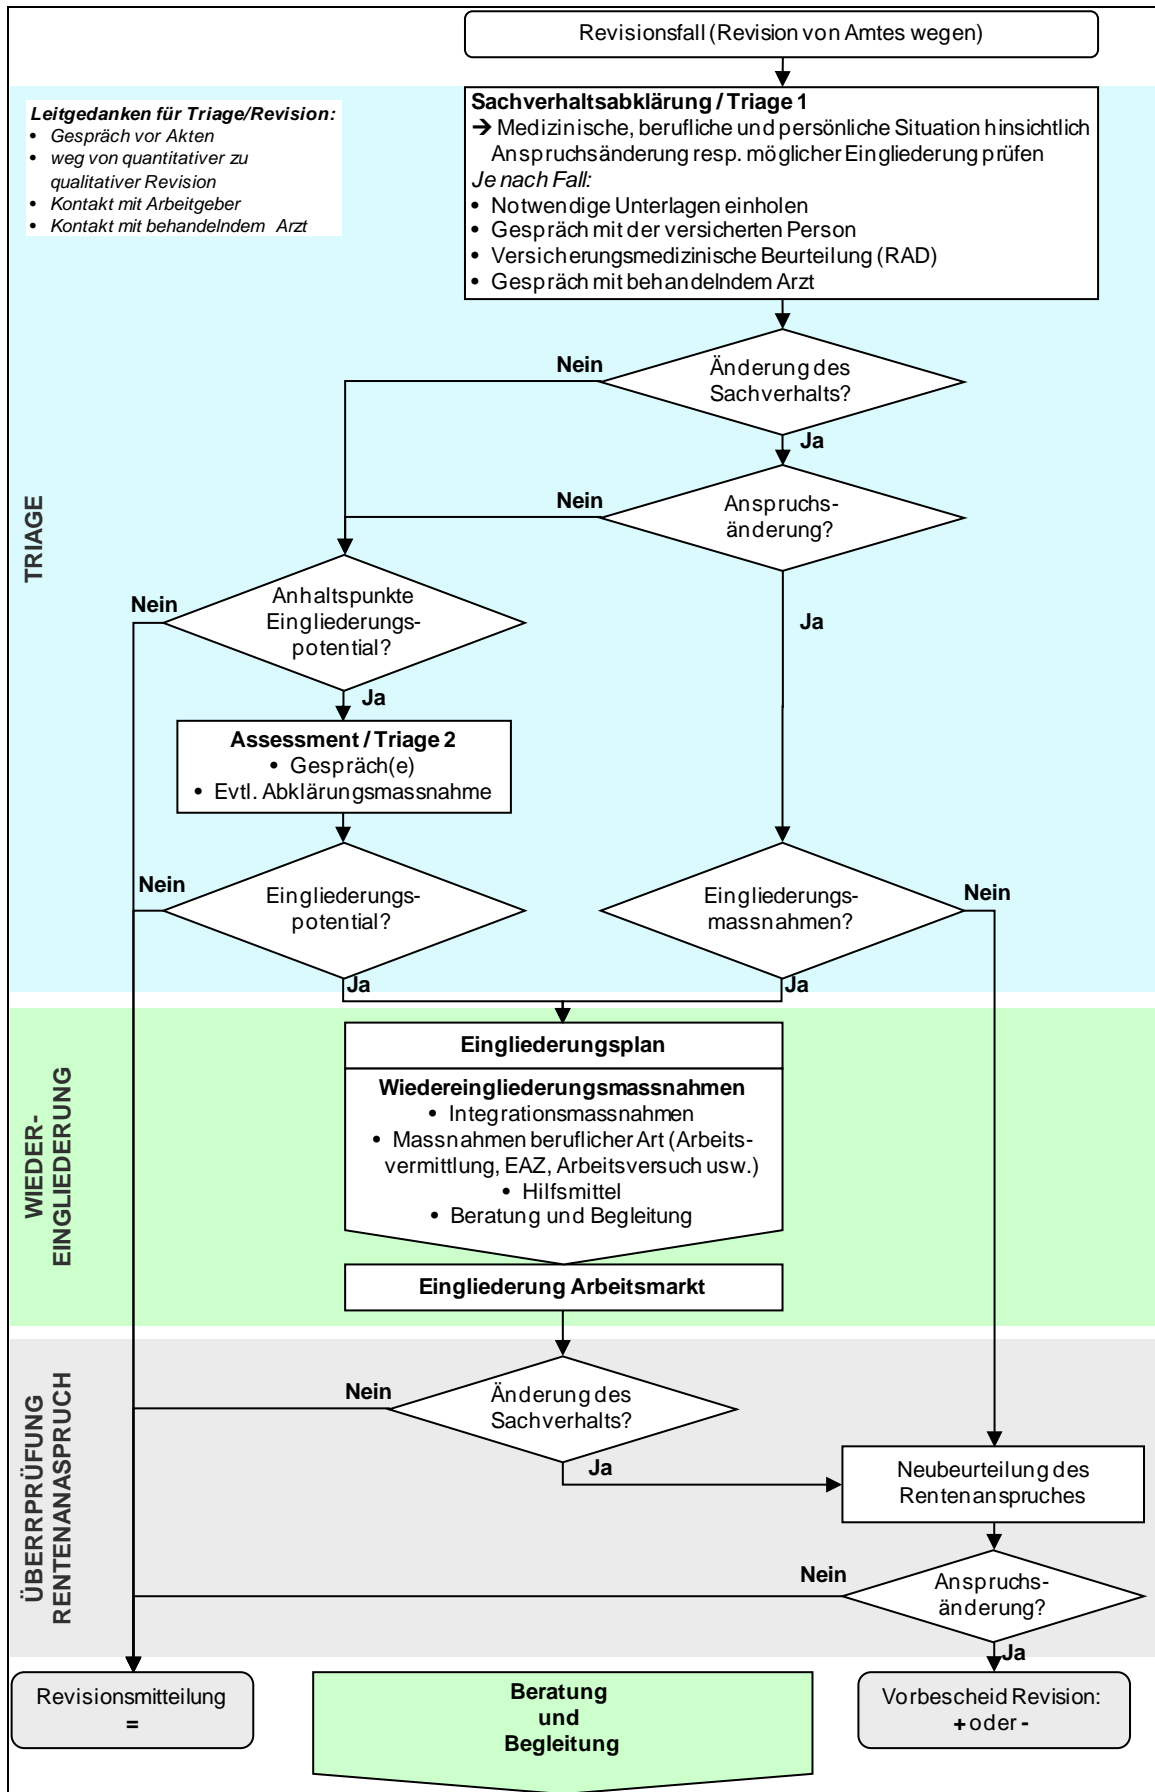 Revisionsfall (Revision von Amtes wegen)
Leitgedanken für Triage/Revision:
• Gespräch vor Akten
• weg von quantitativer zu
qualitativer Revision
• Kontakt mit Arbeitgeber
• Kontakt mit behandelndem Arzt
Sachverhaltsabklärung / Triage 1
➔ Medizinische, berufliche und persönliche Situation hinsichtlich
Anspruchsänderung resp. möglicher Eingliederung prüfen
Je nach Fall:
• Notwendige Unterlagen einholen
• Gespräch mit der versicherten Person
• Versicherungsmedizinische Beurteilung (RAD)
• Gespräch mit behandelndem Arzt
TRIAGE
Nein
Änderung des
Sachverhalts?
Ja
Nein
Anspruchs-
änderung?
Ja
Nein
Anhaltspunkte
Eingliederungs-
potential?
Ja
Assessment / Triage 2
• Gespräch(e)
• Evtl. Abklärungsmassnahme
Nein
Eingliederungs-
potential?
Ja
Eingliederungs-
massnahmen?
Nein
Ja
WIEDER-
EINGLIEDERUNG
Eingliederungsplan
Wiedereingliederungsmassnahmen
• Integrationsmassnahmen
• Massnahmen beruflicher Art (Arbeits-
vermittlung, EAZ, Arbeitsversuch usw.)
• Hilfsmittel
• Beratung und Begleitung
Eingliederung Arbeitsmarkt
ÜBERRPRÜFUNG
RENTENANASPRUCH
Nein
Änderung des
Sachverhalts?
Ja
Neubeurteilung des
Rentenanspruches
Nein
Anspruchs-
änderung?
Ja
Revisionsmitteilung
=
Beratung
und
Begleitung
Vorbescheid Revision:
+ oder -